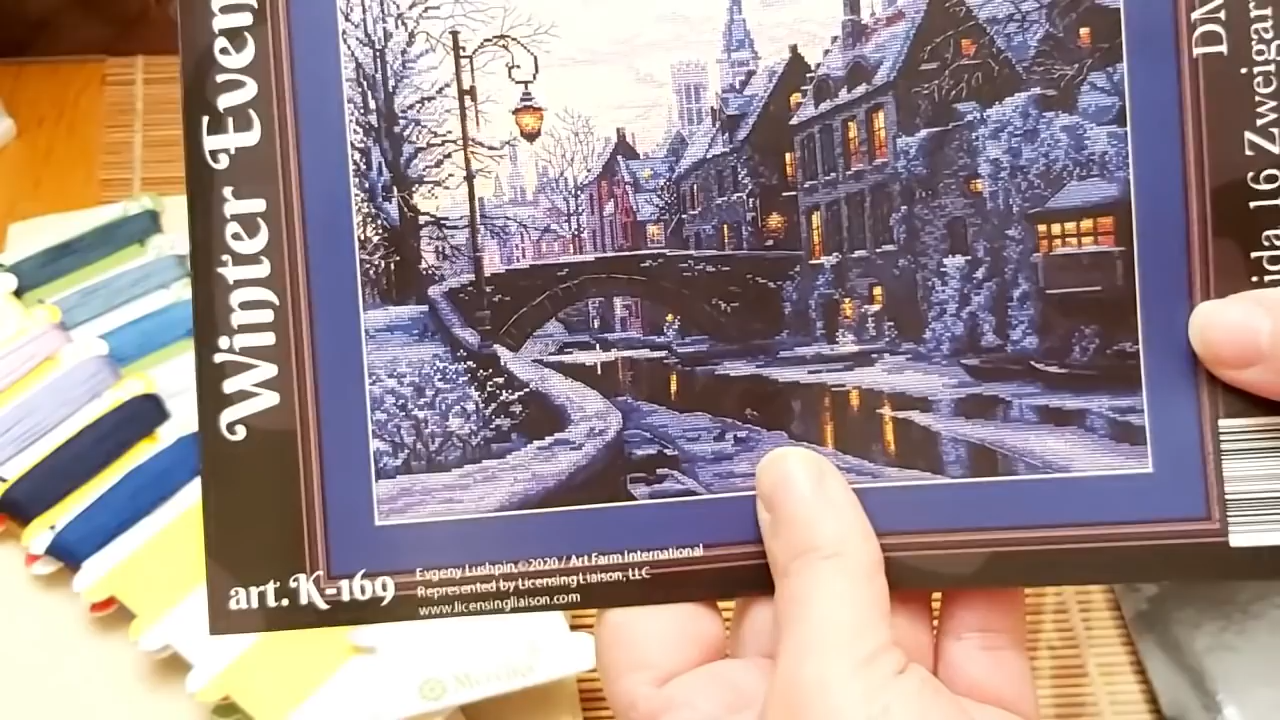 Winter Even
art.K-169
Evgeny Lushpin,©2020 / Art Farm International
Represented by Licensing Liaison, LLC
www.licensingliaison.com
DM
ida 16 Zweigar